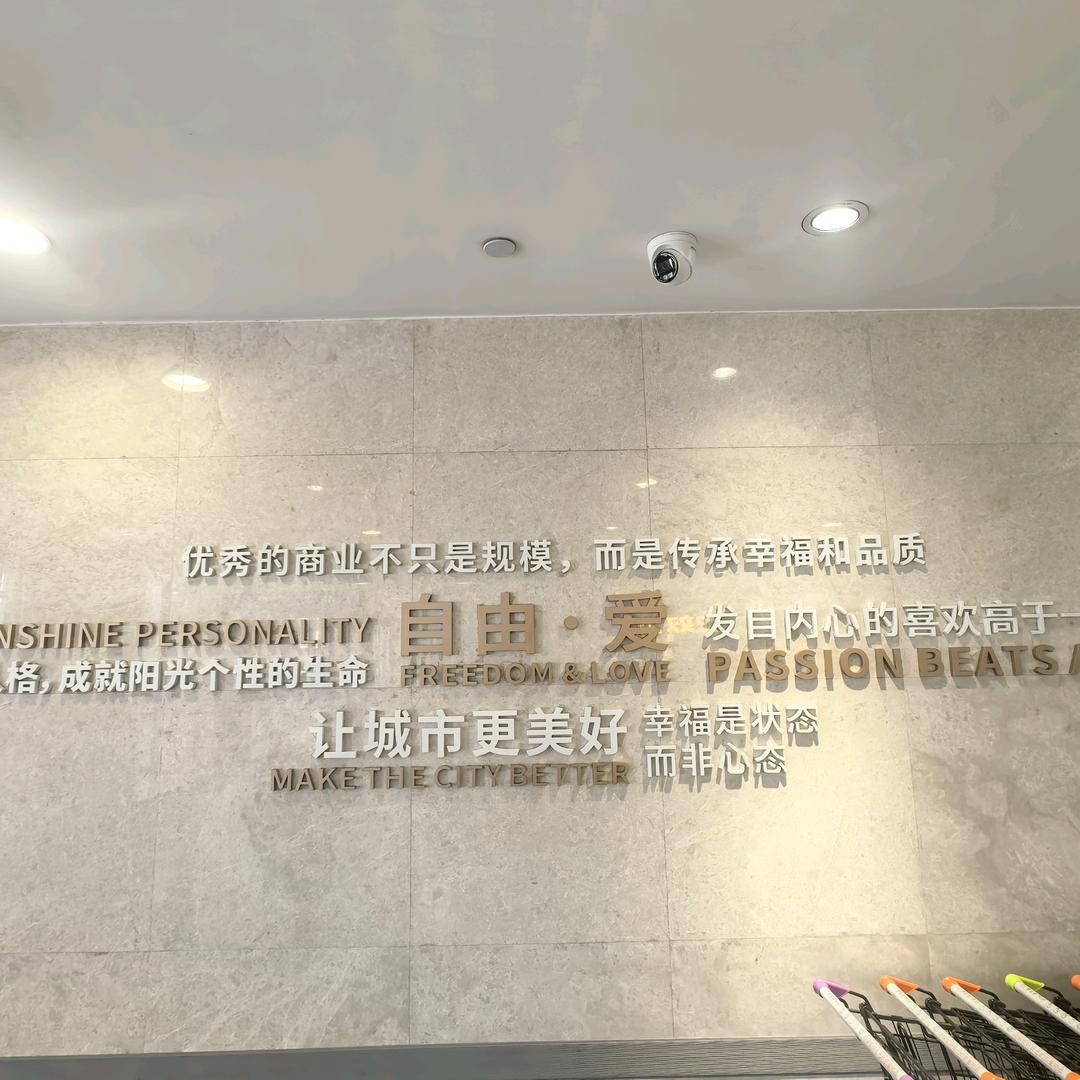 优秀的商业不只是规模，而是传承幸福和品质
NSHINE PERSONALITY
格，成就阳光个性的生命
自由·爱
FREEDOM & LOVE
发自内心的喜欢高于一
PASSION BEATS
让城市更美好
MAKE THE CITY BETTER
幸福是状态
而非心态